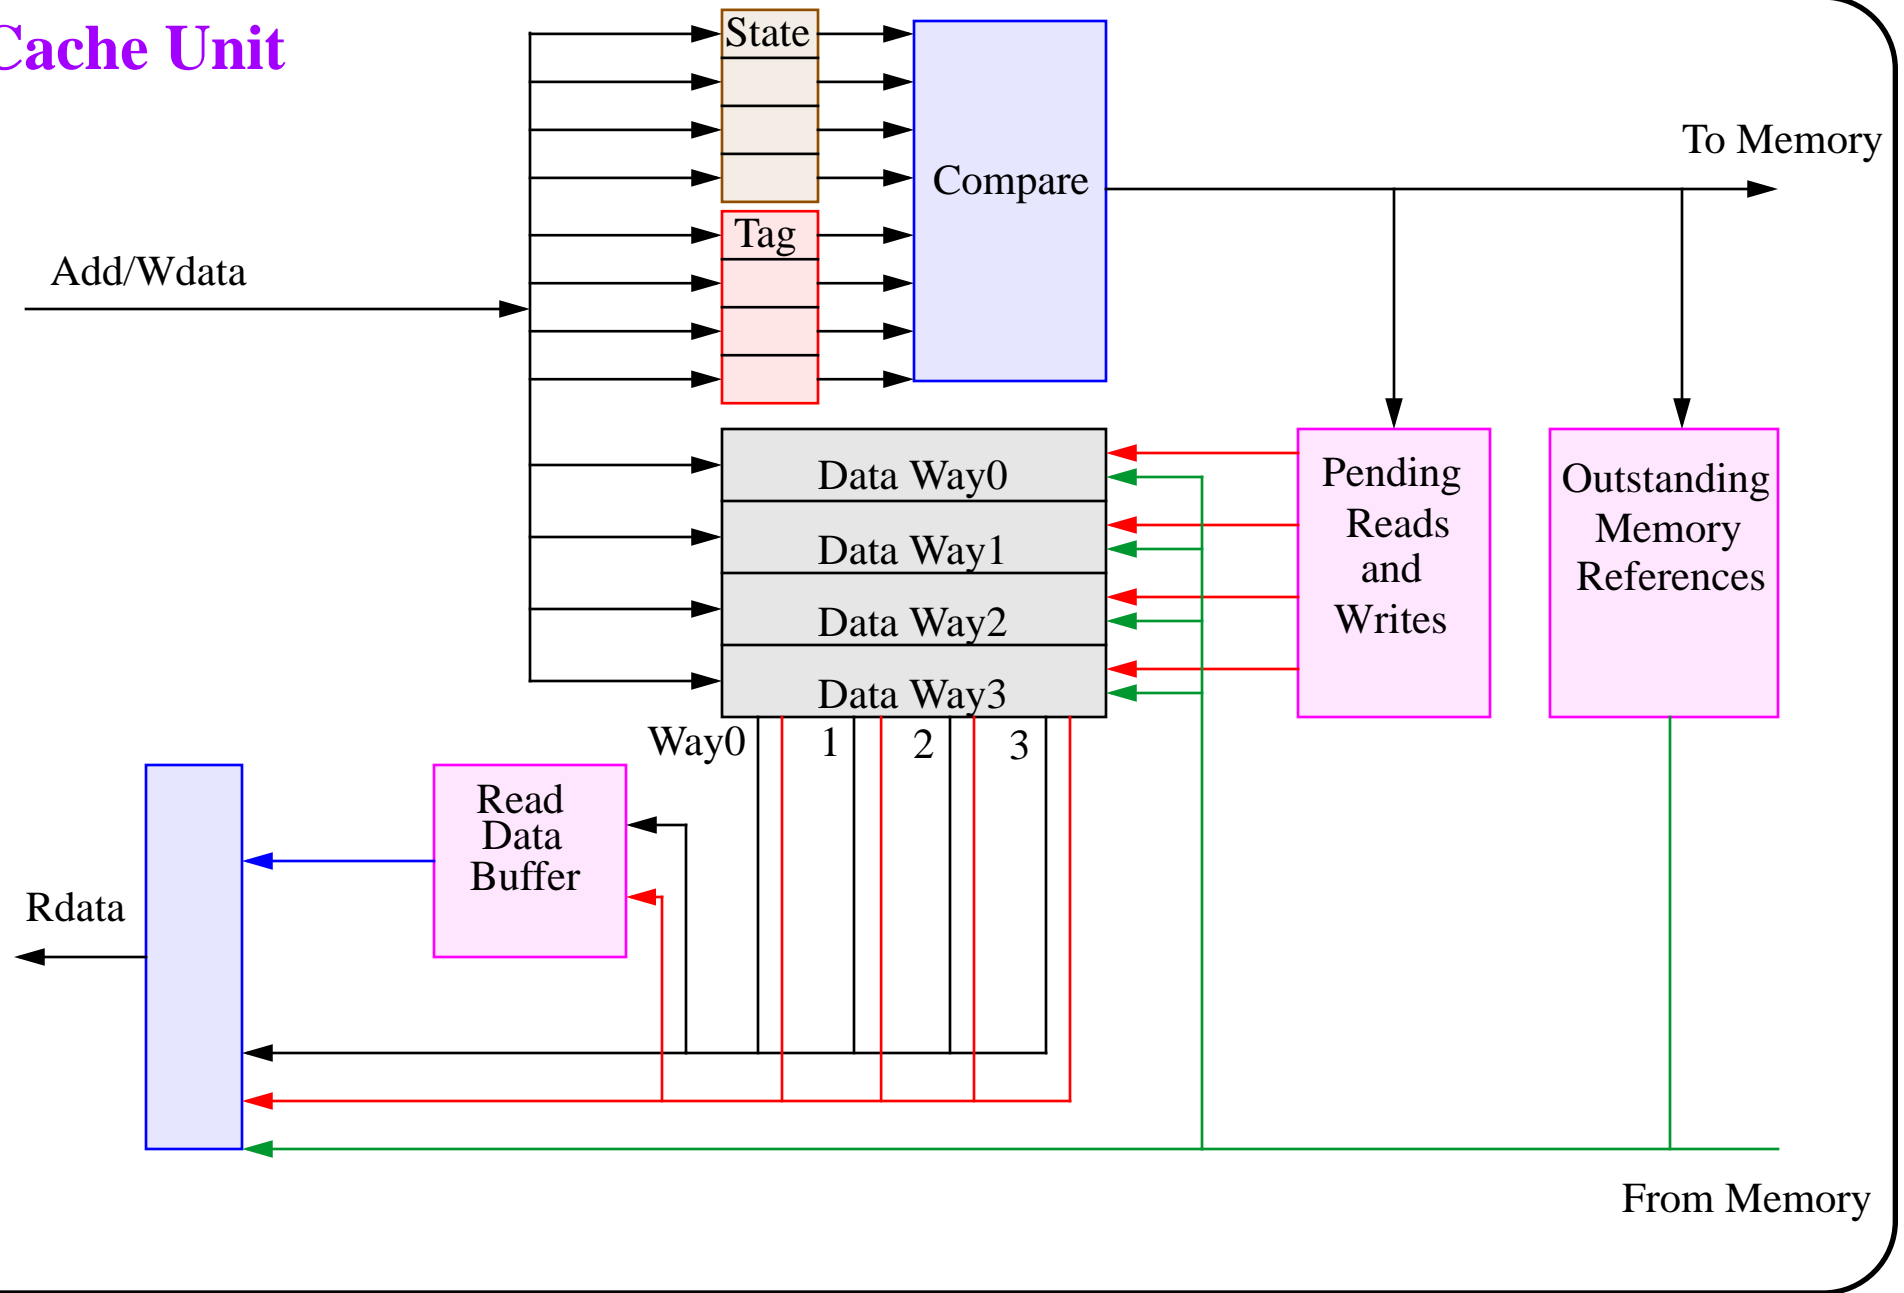 Cache Unit
State
To Memory
Compare
Tag
Add/Wdata
Data Way0
Data Way1
Data Way2
Data Way3
Pending
Reads
and
Writes
Outstanding
Memory
References
Way0 1 2 3
Read
Data
Buffer
Rdata
From Memory